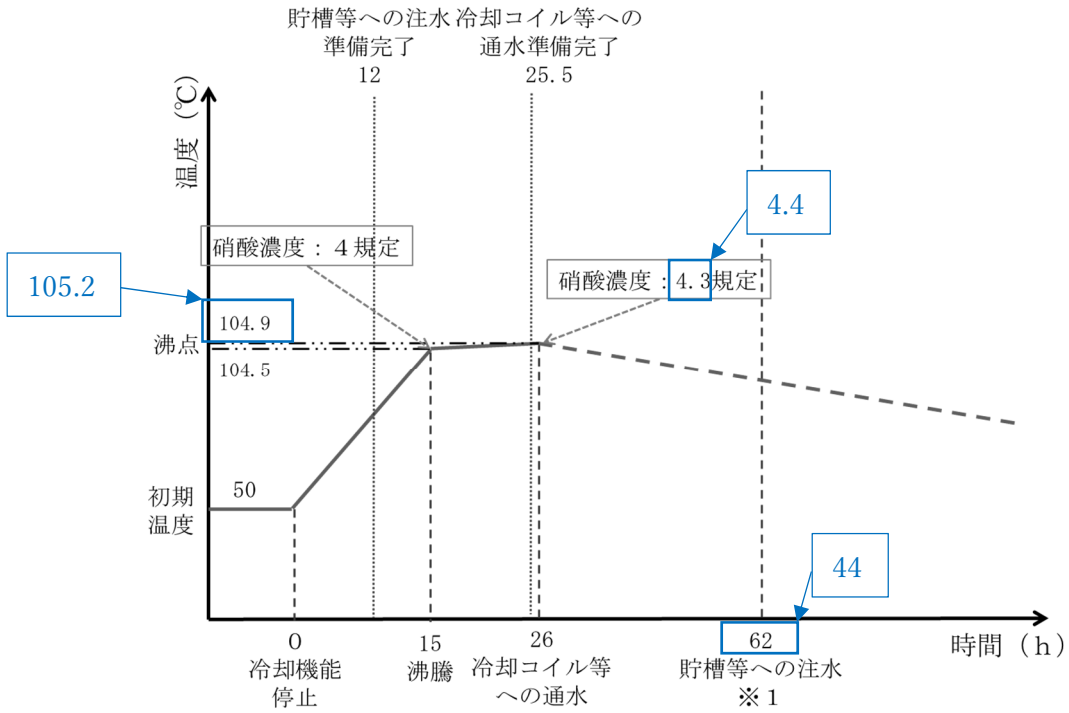 貯槽等への注水
準備完了
12
冷却コイル等への
通水準備完了
25.5
温度（℃）
4.4
硝酸濃度：４規定
硝酸濃度：4.3規定
105.2
104.9
沸点
104.5
50
初期
温度
44
0
冷却機能
停止
15
沸騰
26
冷却コイル等
への通水
62
貯槽等への注水
※１
時間（ｈ）